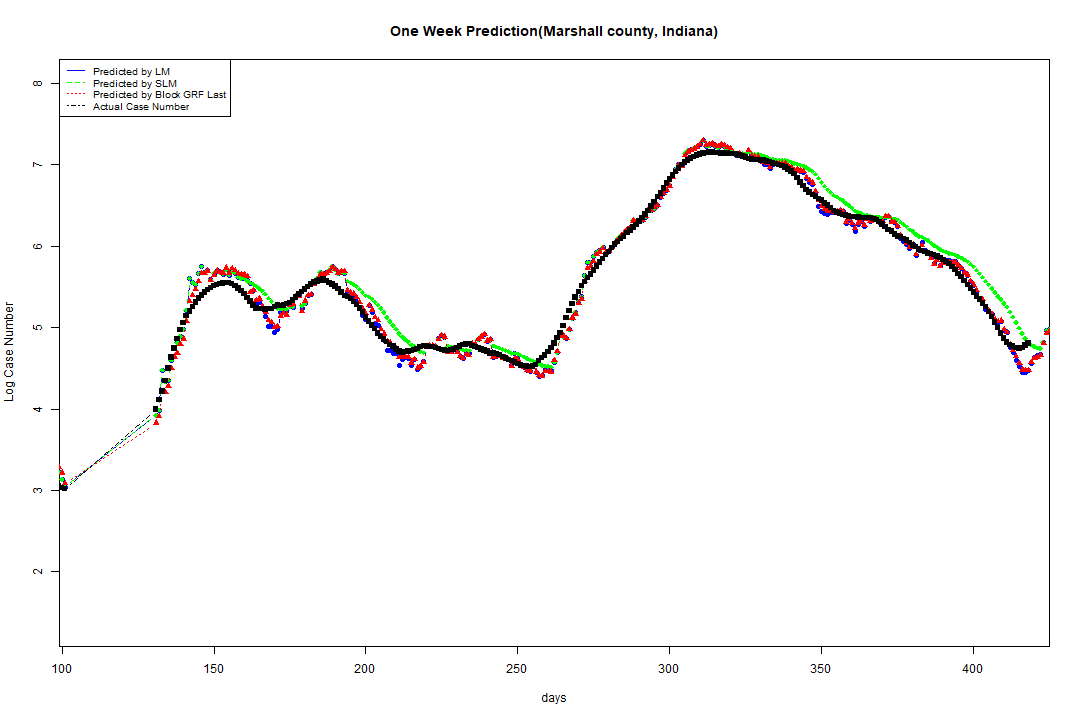 One Week Prediction(Marshall county, Indiana)
Predicted by LM
Predicted by SLM
Predicted by Block GRF Last
Actual Case Number
8
7
6
5
4
3
2
Log Case Number
100 150 200 250 300 350 400
days